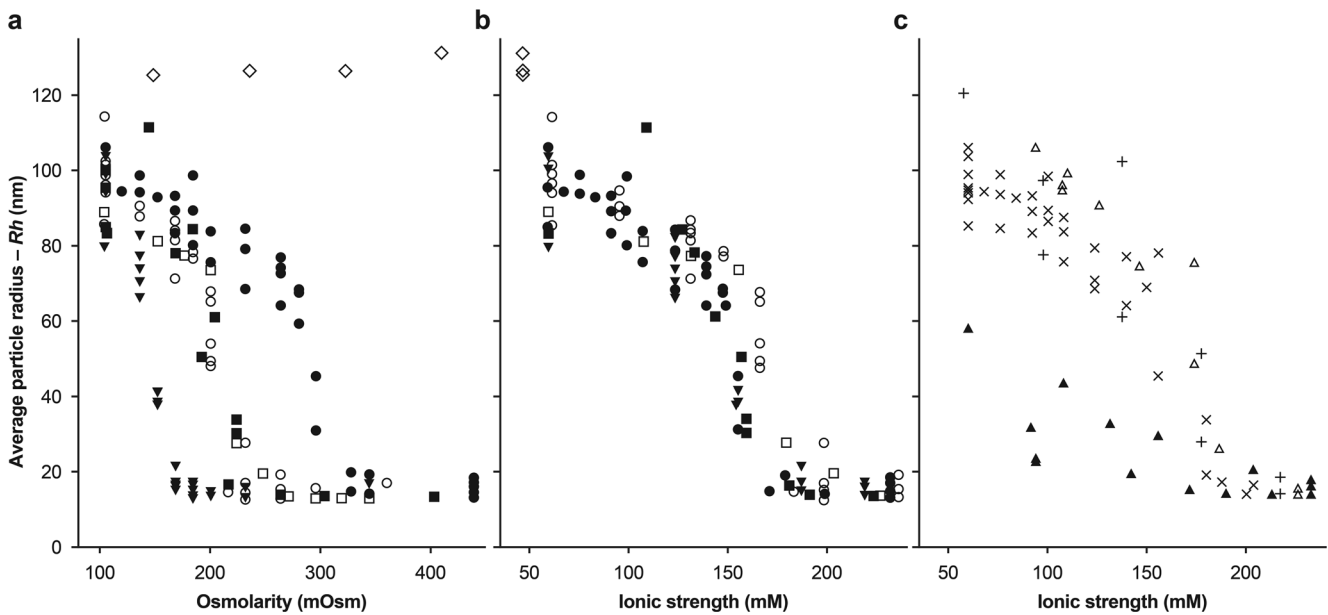 a
b
c
Average particle radius – Rh (nm)
120
100
80
60
40
20
0
100
200
300
400
Osmolarity (mOsm)
50
100
150
200
Ionic strength (mM)
50
100
150
200
Ionic strength (mM)